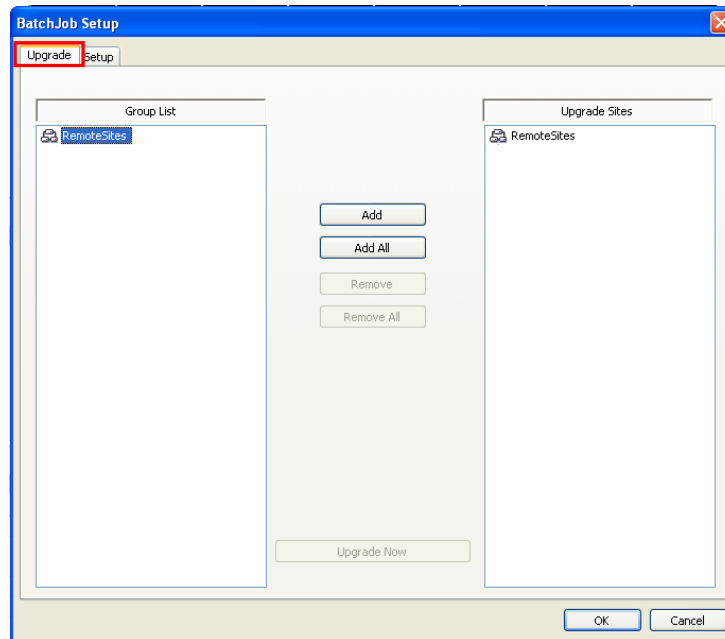 BatchJob Setup
Upgrade Setup
Group List
Upgrade Sites
RemoteSites
RemoteSites
Add
Add All
Remove
Remove All
Upgrade Now
OK Cancel